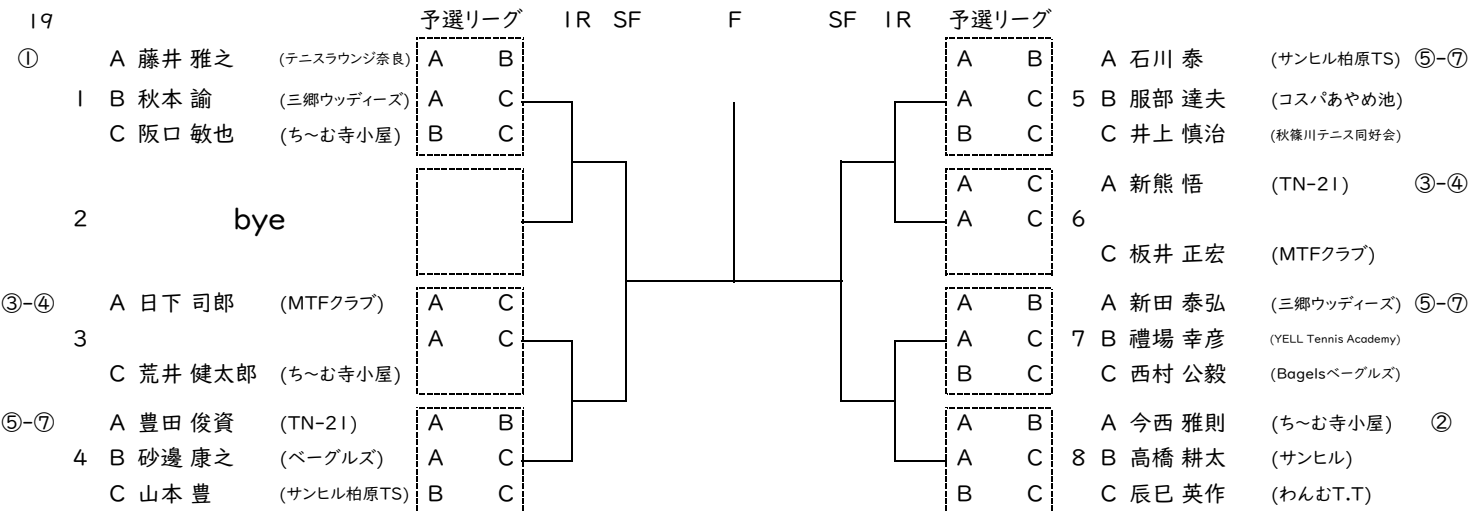 19 予選リーグ 1R SF F SF 1R 予選リーグ
① A 藤井 雅之 (テニスラウンジ奈良) A B A B A 石川 泰 (サンヒル柏原TS) ⑤-⑦
1 B 秋本 諭 (三郷ウッディーズ) A C A C 5 B 服部 達夫 (コスパあやめ池)
C 阪口 敏也 (ち～む寺小屋) B C B C C 井上 慎治 (秋篠川テニス同好会)
A C A 新熊 悟 (TN-21) ③-④
2 bye A C 6
C 板井 正宏 (MTFクラブ)
③-④ A 日下 司郎 (MTFクラブ) A C A B A 新田 泰弘 (三郷ウッディーズ) ⑤-⑦
3 A C A C 7 B 禮場 幸彦 (YELL Tennis Academy)
C 荒井 健太郎 (ち～む寺小屋) B C C 西村 公毅 (Bagelsベーグルズ)
⑤-⑦ A 豊田 俊資 (TN-21) A B A B A 今西 雅則 (ち～む寺小屋) ②
4 B 砂邊 康之 (ベーグルズ) A C A C 8 B 高橋 耕太 (サンヒル)
C 山本 豊 (サンヒル柏原TS) B C B C C 辰巳 英作 (わんむT.T)